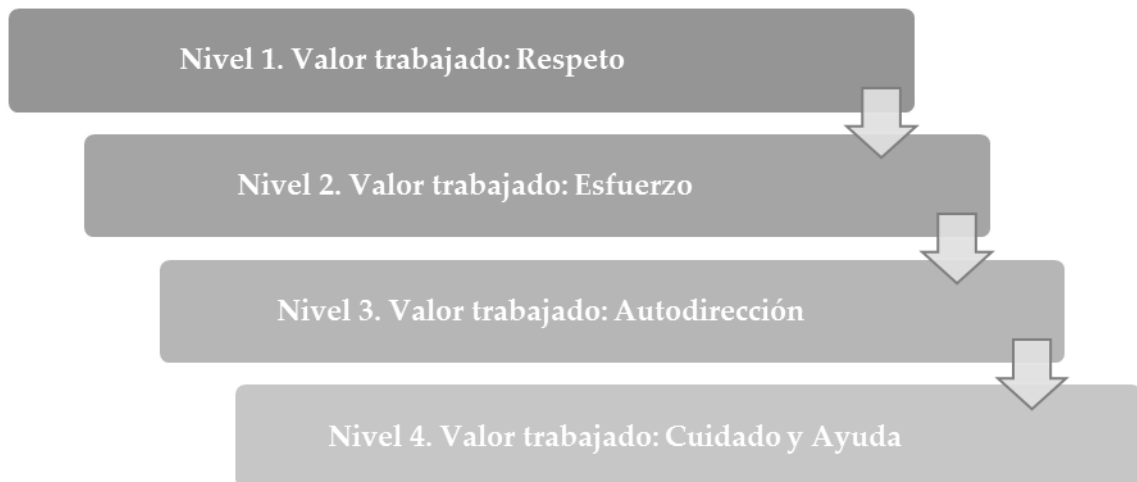 Nivel 1. Valor trabajado: Respeto
Nivel 2. Valor trabajado: Esfuerzo
Nivel 3. Valor trabajado: Autodirección
Nivel 4. Valor trabajado: Cuidado y Ayuda